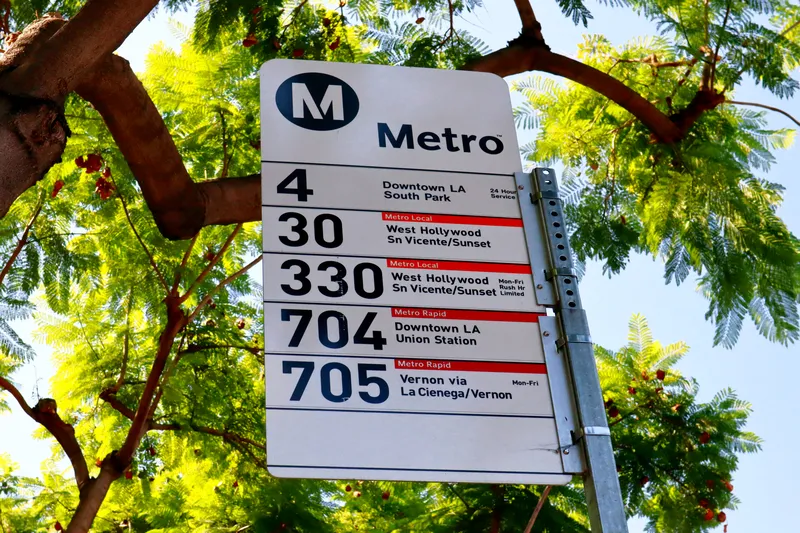 M
Metro™
4 Downtown LA 24 Hour
South Park Service
Metro Local
30 West Hollywood
Sn Vicente/Sunset
Metro Local
330 West Hollywood Mon-Fri
Sn Vicente/Sunset Rush Hr
Limited
Metro Rapid
704 Downtown LA
Union Station
Metro Rapid
705 Vernon via Mon-Fri
La Cienega/Vernon